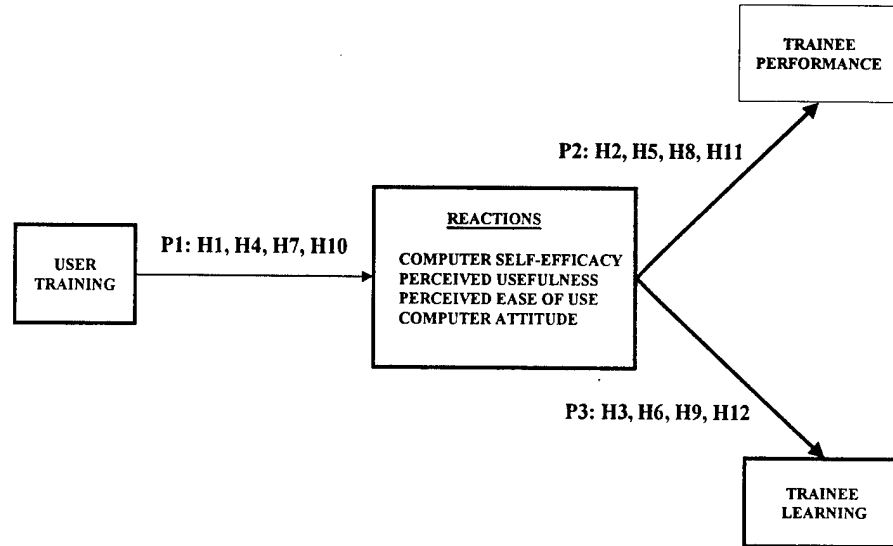 TRAINEE
PERFORMANCE
P2: H2, H5, H8, H11
REACTIONS
P1: H1, H4, H7, H10
USER
TRAINING
COMPUTER SELF-EFFICACY
PERCEIVED USEFULNESS
PERCEIVED EASE OF USE
COMPUTER ATTITUDE
P3: H3, H6, H9, H12
TRAINEE
LEARNING